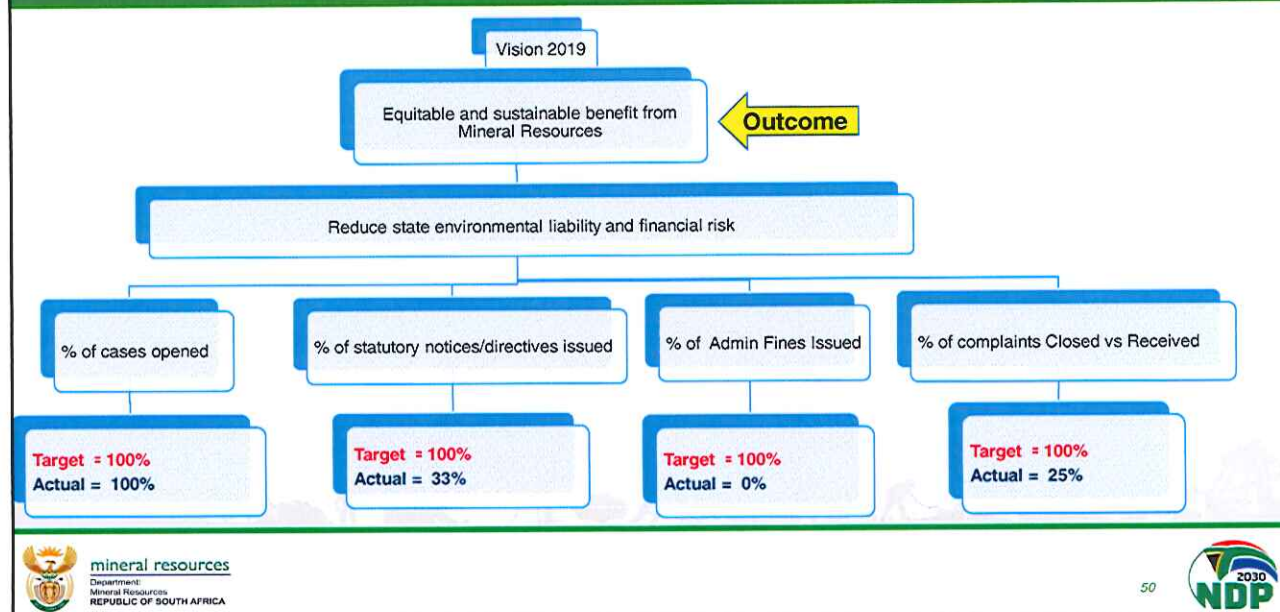 Vision 2019
Equitable and sustainable benefit from
Mineral Resources
Outcome
Reduce state environmental liability and financial risk
% of cases opened
% of statutory notices/directives issued
% of Admin Fines Issued
% of complaints Closed vs Received
Target = 100%
Actual = 100%
Target = 100%
Actual = 33%
Target = 100%
Actual = 0%
Target = 100%
Actual = 25%
mineral resources
Department:
Mineral Resources
REPUBLIC OF SOUTH AFRICA
50
2030
NDP